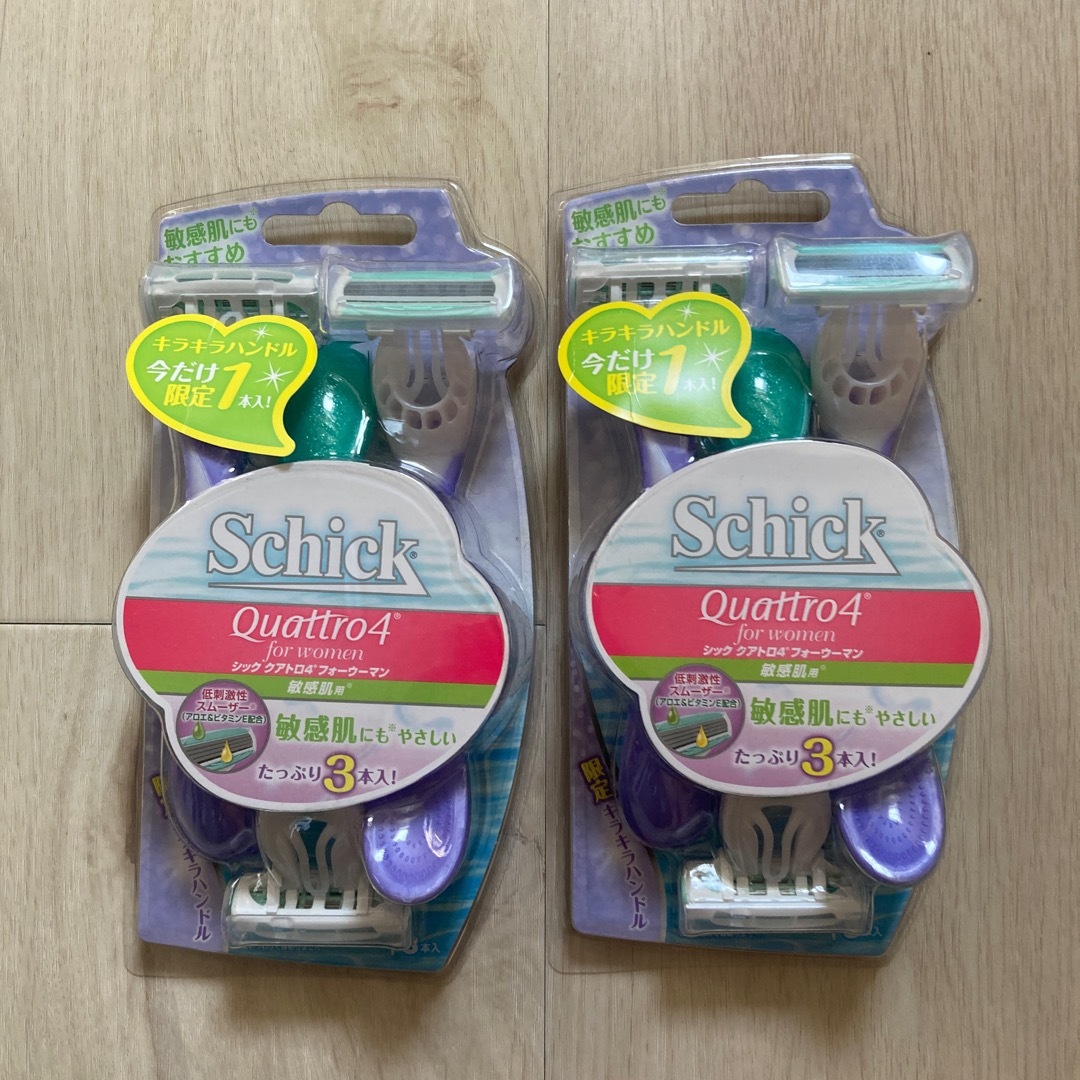 敏感肌にも※
おすすめ
キラキラハンドル
今だけ
限定1本入!
Schick®
Quattro4®
for women
シック®クアトロ4®フォーウーマン
敏感肌用※
低刺激性
スムーザー※
(アロエ&ビタミンE配合)
敏感肌にも※やさしい
たっぷり3本入!
限定
キラキラハンドル
本入
敏感肌にも※
おすすめ
キラキラハンドル
今だけ
限定1本入!
Schick®
Quattro4®
for women
シック®クアトロ4®フォーウーマン
敏感肌用※
低刺激性
スムーザー※
(アロエ&ビタミンE配合)
敏感肌にも※やさしい
たっぷり3本入!
限定
キラキラハンドル
本入